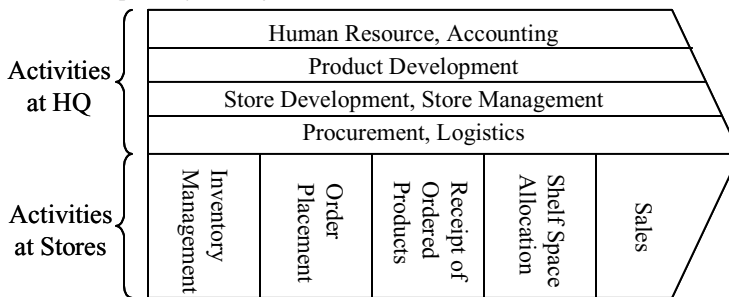 Human Resource, Accounting
Product Development
Store Development, Store Management
Procurement, Logistics
Activities
at HQ
Activities
at Stores
Inventory
Management
Order
Placement
Receipt of
Ordered
Products
Shelf Space
Allocation
Sales